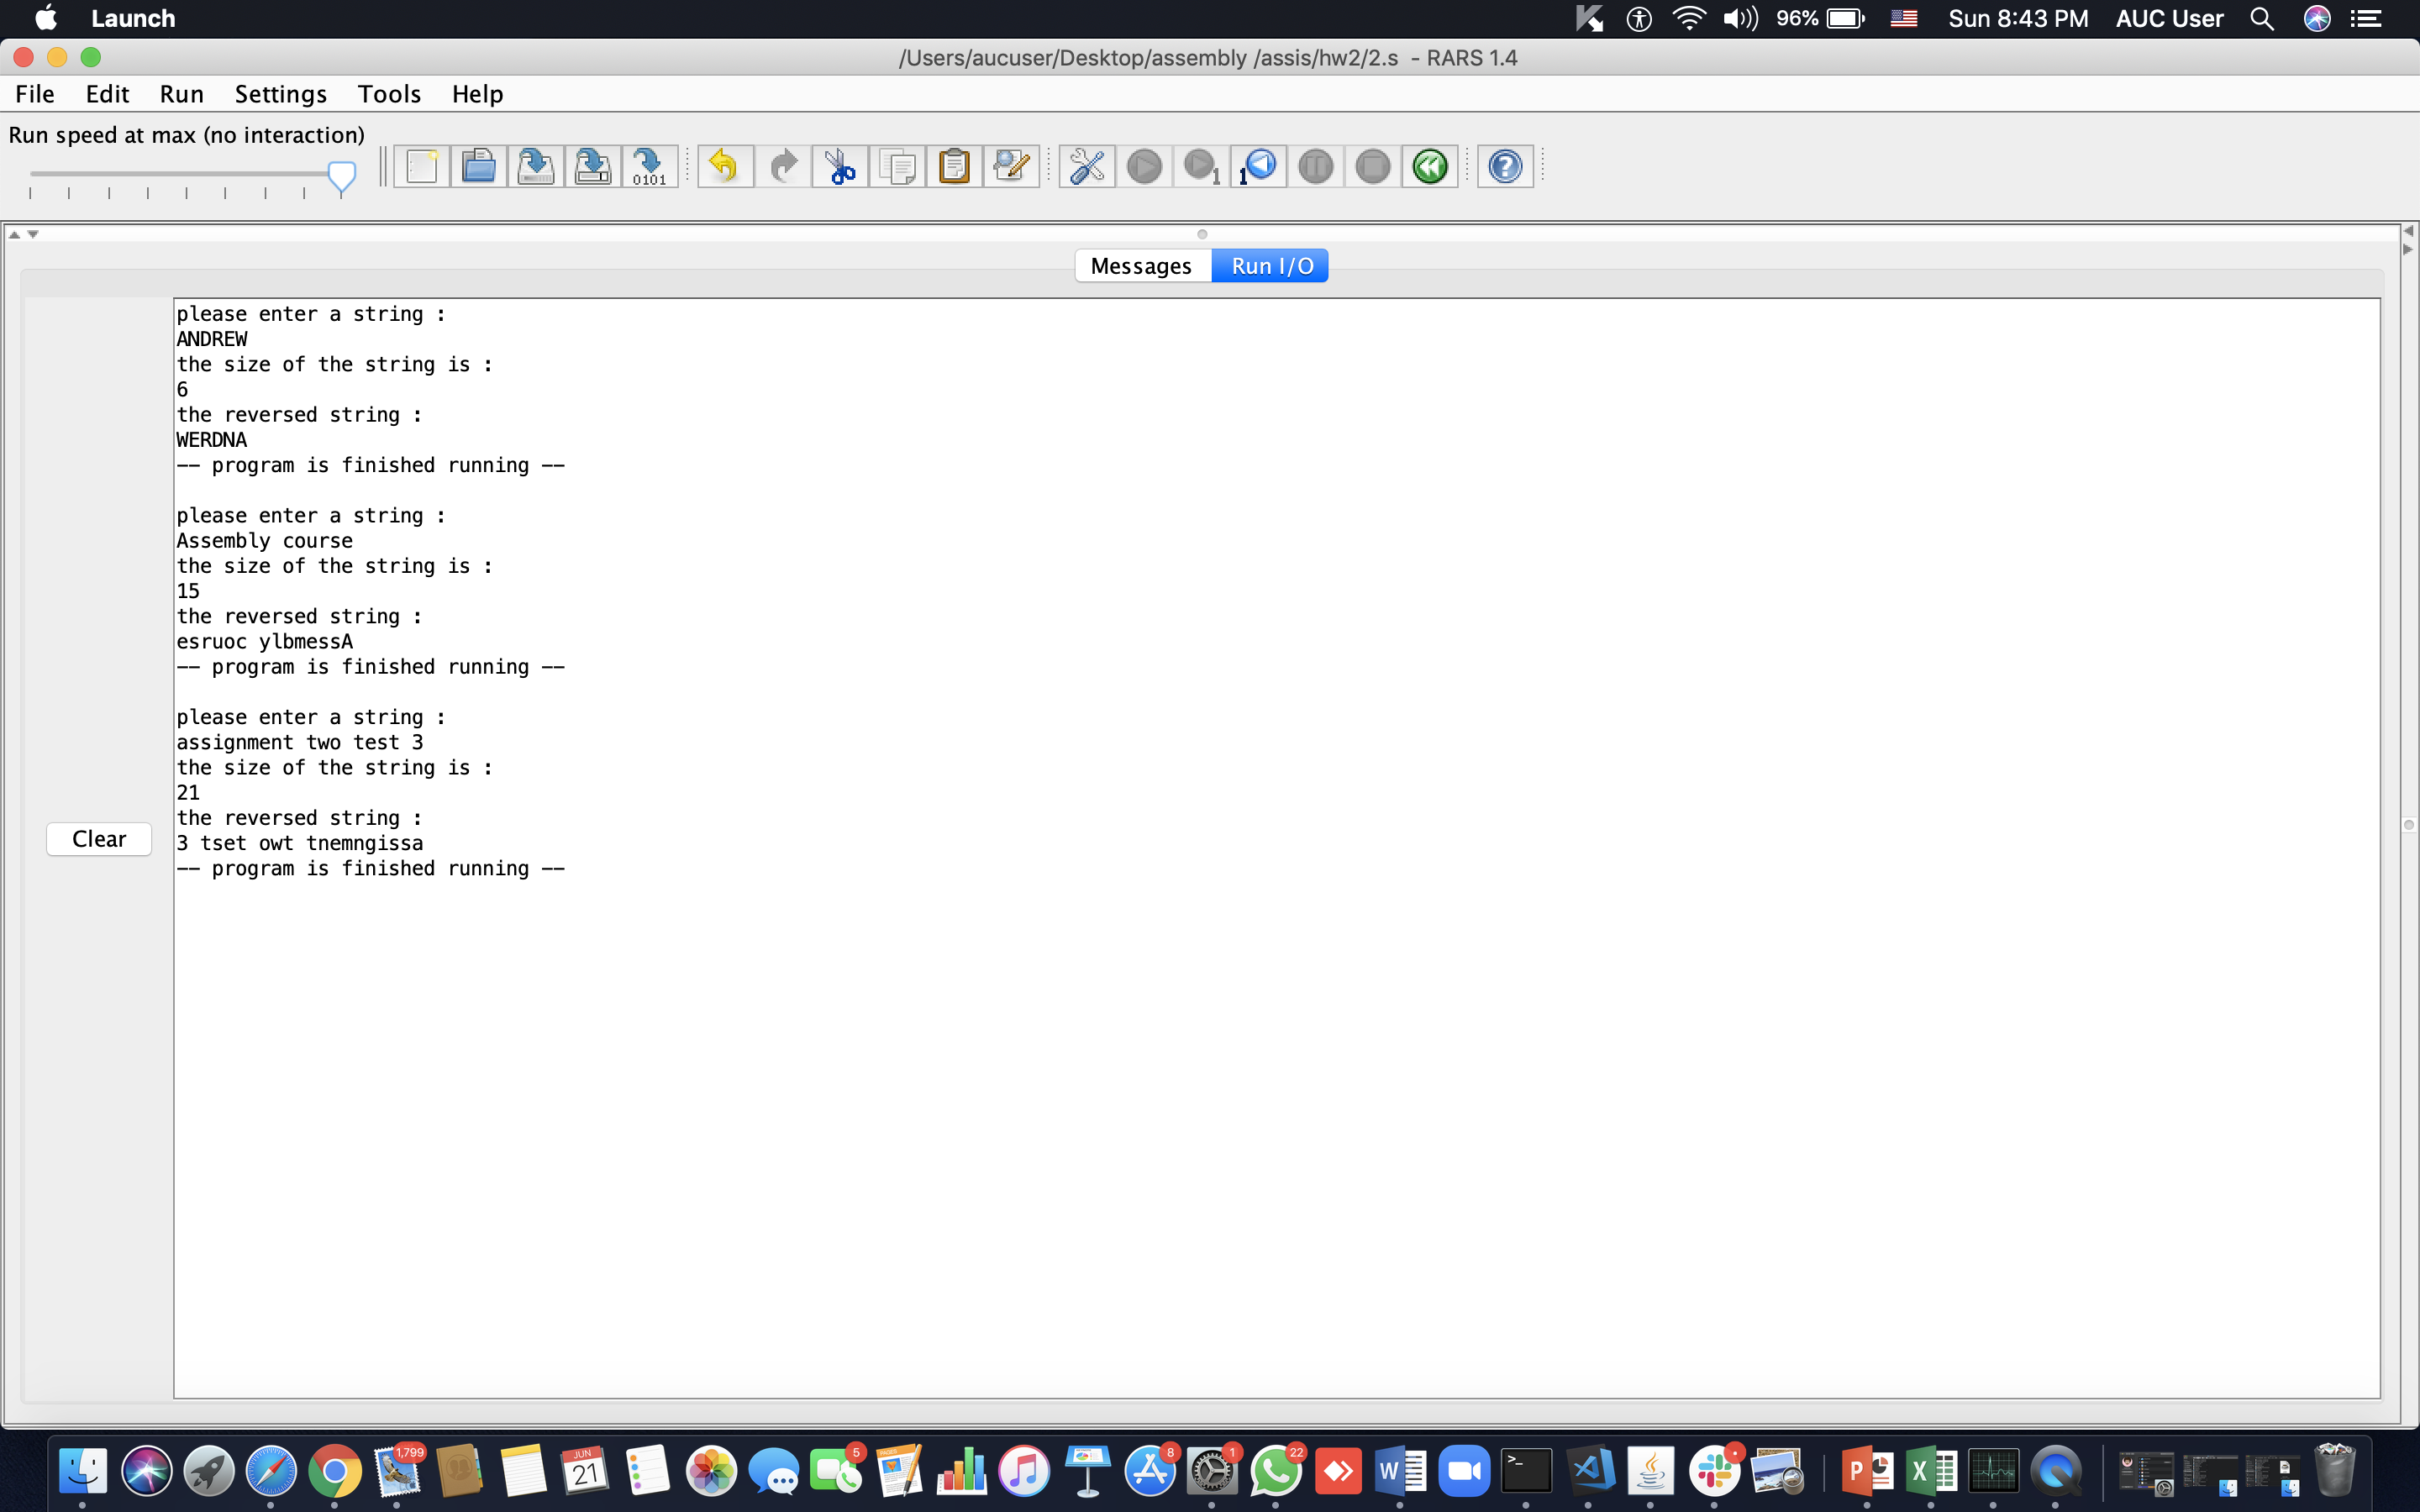 Launch
96%
Sun 8:43 PM AUC User
/Users/aucuser/Desktop/assembly /assis/hw2/2.s - RARS 1.4
File Edit Run Settings Tools Help
Run speed at max (no interaction)
0101
1
1
?
Messages Run I/O
please enter a string :
ANDREW
the size of the string is :
6
the reversed string :
WERDNA
-- program is finished running --
please enter a string :
Assembly course
the size of the string is :
15
the reversed string :
esruoc ylbmessA
-- program is finished running --
please enter a string :
assignment two test 3
the size of the string is :
21
the reversed string :
3 tset owt tnemngissa
-- program is finished running --
Clear
1,799
JUN
21
5
PAGES
8
1
22
W
>_
P
X